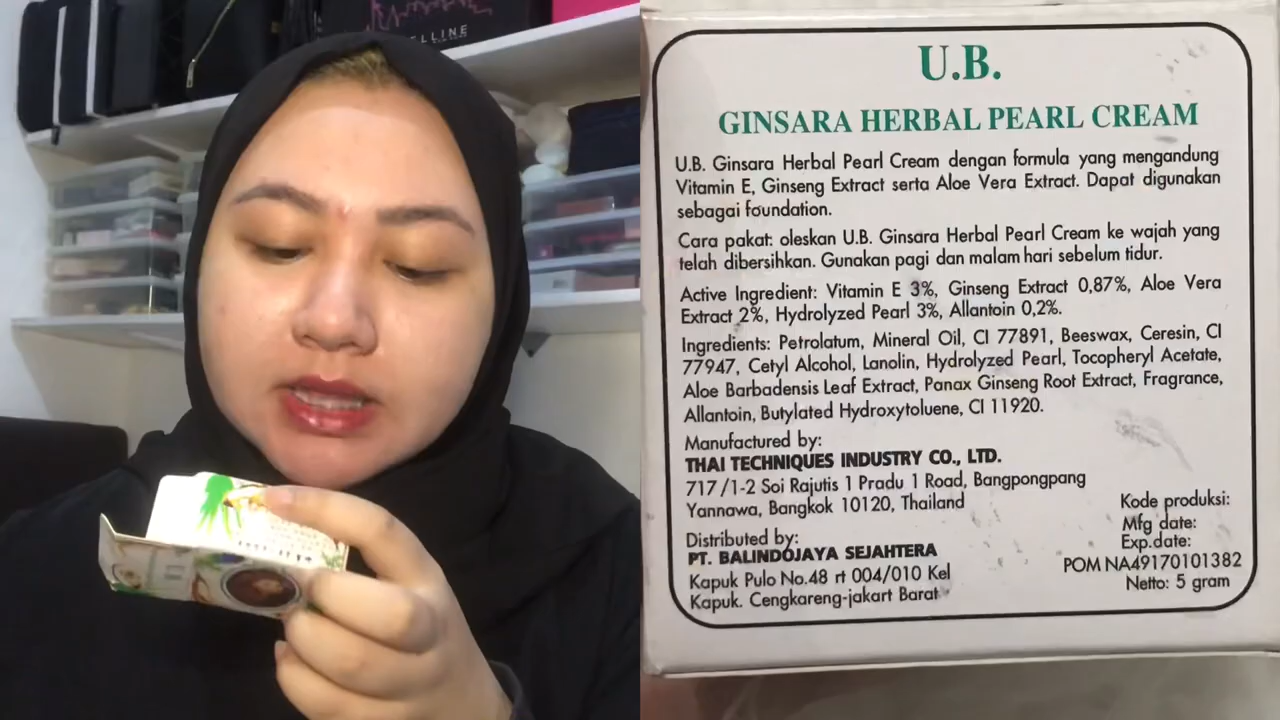 LLINE
U.B.
GINSARA HERBAL PEARL CREAM
U.B. Ginsara Herbal Pearl Cream dengan formula yang mengandung
Vitamin E, Ginseng Extract serta Aloe Vera Extract. Dapat digunakan
sebagai foundation.
Cara pakat: oleskan U.B. Ginsara Herbal Pearl Cream ke wajah yang
telah dibersihkan. Gunakan pagi dan malam hari sebelum tidur.
Active Ingredient: Vitamin E 3%, Ginseng Extract 0,87%, Aloe Vera
Extract 2%, Hydrolyzed Pearl 3%, Allantoin 0,2%.
Ingredients: Petrolatum, Mineral Oil, CI 77891, Beeswax, Ceresin, CI
77947, Cetyl Alcohol, Lanolin, Hydrolyzed Pearl, Tocopheryl Acetate,
Aloe Barbadensis Leaf Extract, Panax Ginseng Root Extract, Fragrance,
Allantoin, Butylated Hydroxytoluene, CI 11920.
Manufactured by:
THAI TECHNIQUES INDUSTRY CO., LTD.
717/1-2 Soi Rajutis 1 Pradu 1 Road, Bangpongpang
Yannawa, Bangkok 10120, Thailand
Distributed by:
PT. BALINDOJAYA SEJAHTERA
Kapuk Pulo No.48 rt 004/010 Kel
Kapuk. Cengkareng-jakart Barat
Kode produksi:
Mfg date:
Exp.date:
POM NA49170101382
Netto: 5 gram